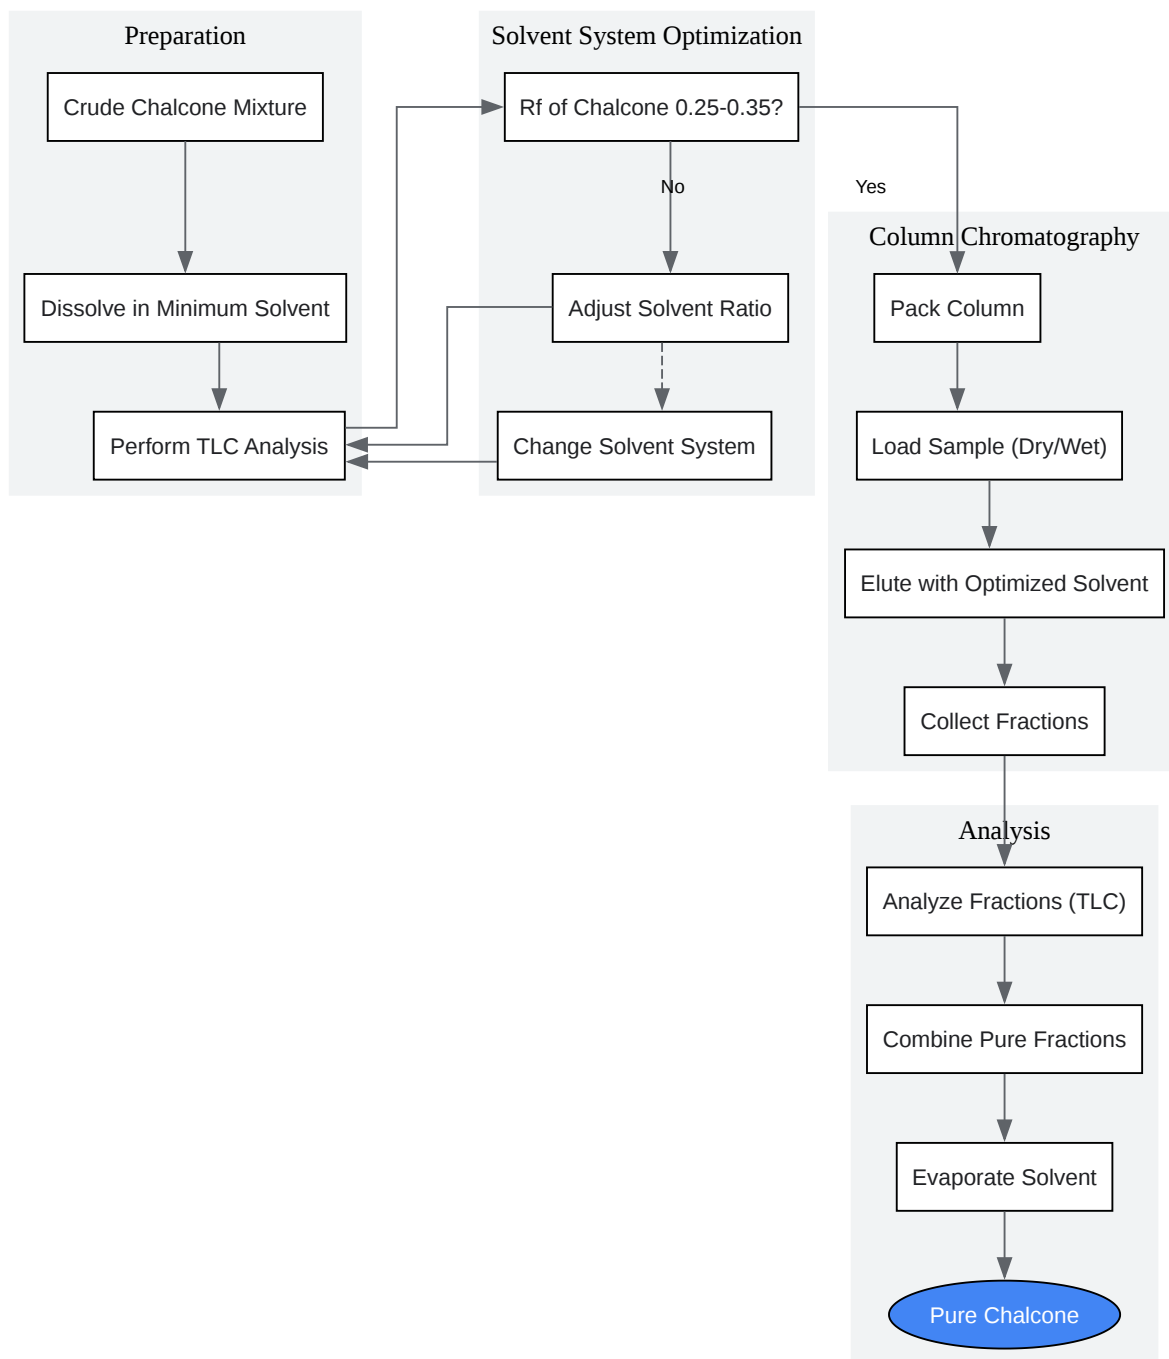 Preparation
Crude Chalcone Mixture
Dissolve in Minimum Solvent
Perform TLC Analysis
Solvent System Optimization
Rf of Chalcone 0.25-0.35?
No
Yes
Adjust Solvent Ratio
Change Solvent System
Column Chromatography
Pack Column
Load Sample (Dry/Wet)
Elute with Optimized Solvent
Collect Fractions
Analysis
Analyze Fractions (TLC)
Combine Pure Fractions
Evaporate Solvent
Pure Chalcone